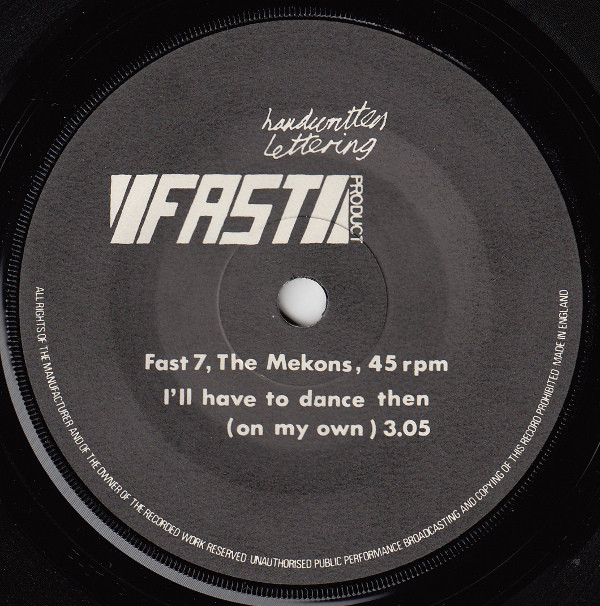 handwritten
lettering
FAST PRODUCT
Fast 7, The Mekons, 45 rpm
I'll have to dance then
(on my own) 3.05
ALL RIGHTS OF THE MANUFACTURER AND OF THE OWNER OF THE RECORDED WORK RESERVED UNAUTHORISED PUBLIC PERFORMANCE BROADCASTING AND COPYING OF THIS RECORD PROHIBITED MADE IN ENGLAND